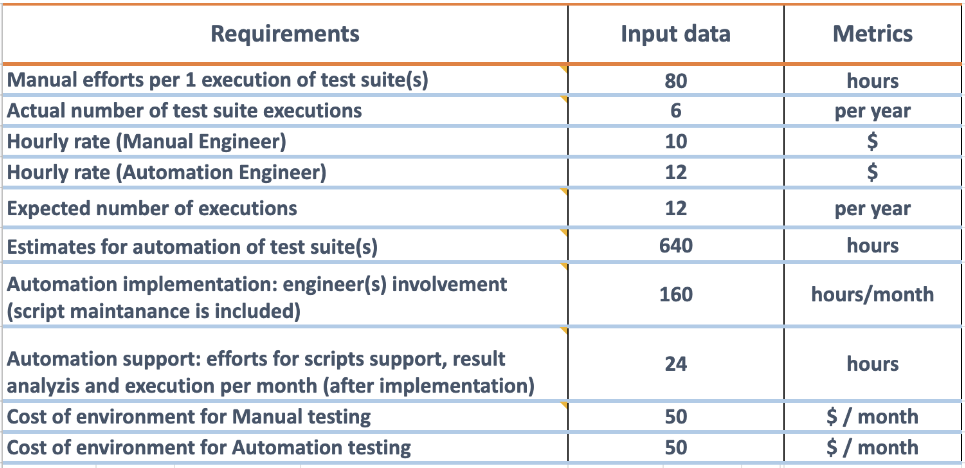 Requirements Input data Metrics
Manual efforts per 1 execution of test suite(s) 80 hours
Actual number of test suite executions 6 per year
Hourly rate (Manual Engineer) 10 $
Hourly rate (Automation Engineer) 12 $
Expected number of executions 12 per year
Estimates for automation of test suite(s) 640 hours
Automation implementation: engineer(s) involvement
(script maintanance is included) 160 hours/month
Automation support: efforts for scripts support, result
analyzis and execution per month (after implementation) 24 hours
Cost of environment for Manual testing 50 $ / month
Cost of environment for Automation testing 50 $ / month